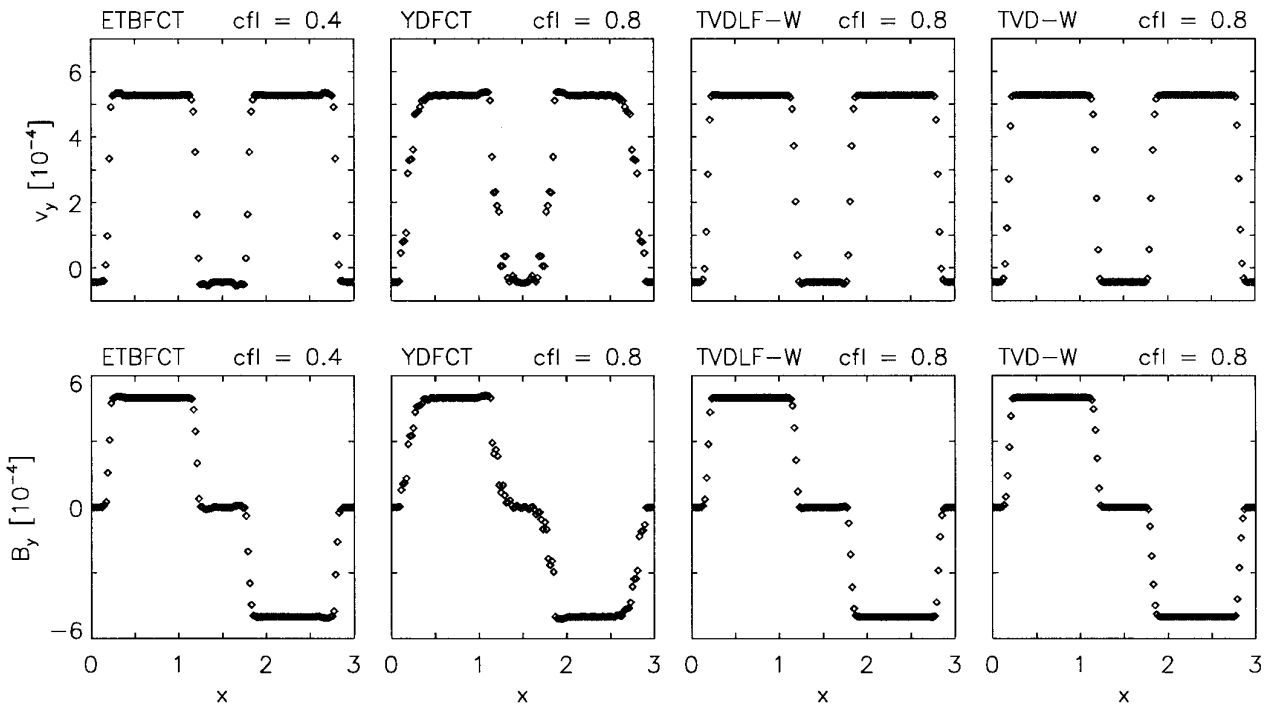 ETBFCT cfl = 0.4
YDFCT cfl = 0.8
TVDLF-W cfl = 0.8
TVD-W cfl = 0.8
v_y [10^-4]
6
4
2
0
ETBFCT cfl = 0.4
YDFCT cfl = 0.8
TVDLF-W cfl = 0.8
TVD-W cfl = 0.8
B_y [10^-4]
6
0
-6
0 1 2 3
0 1 2 3
0 1 2 3
0 1 2 3
x
x
x
x